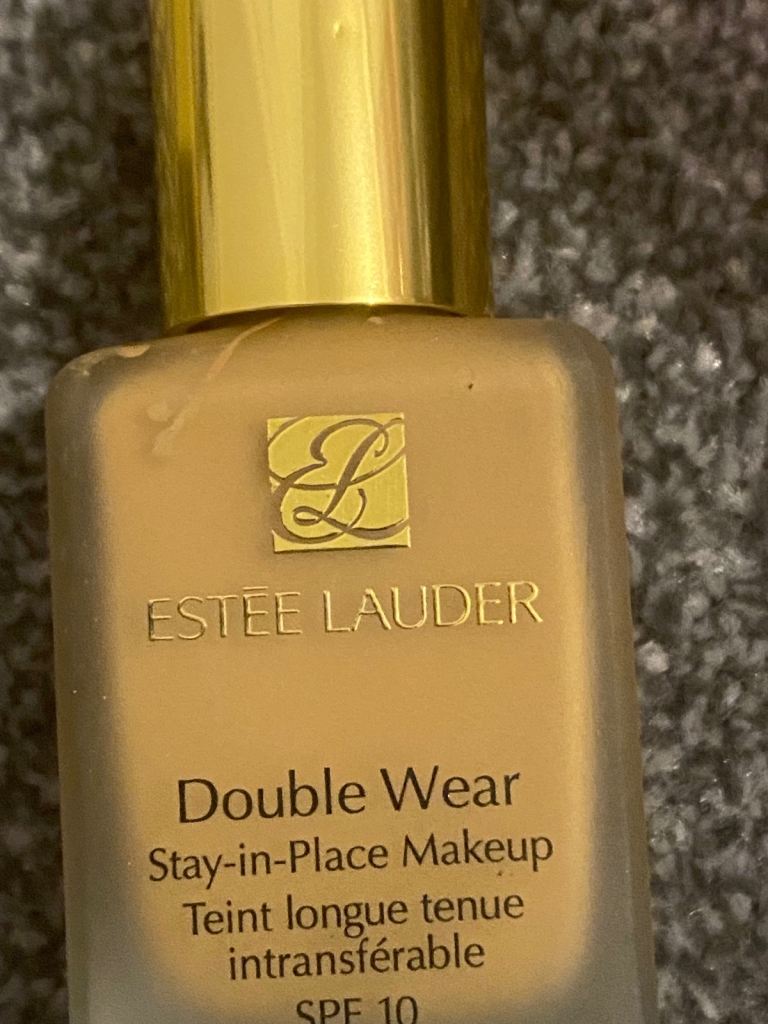 EL
ESTĒE LAUDER
Double Wear
Stay-in-Place Makeup
Teint longue tenue
intransférable
SPF 10